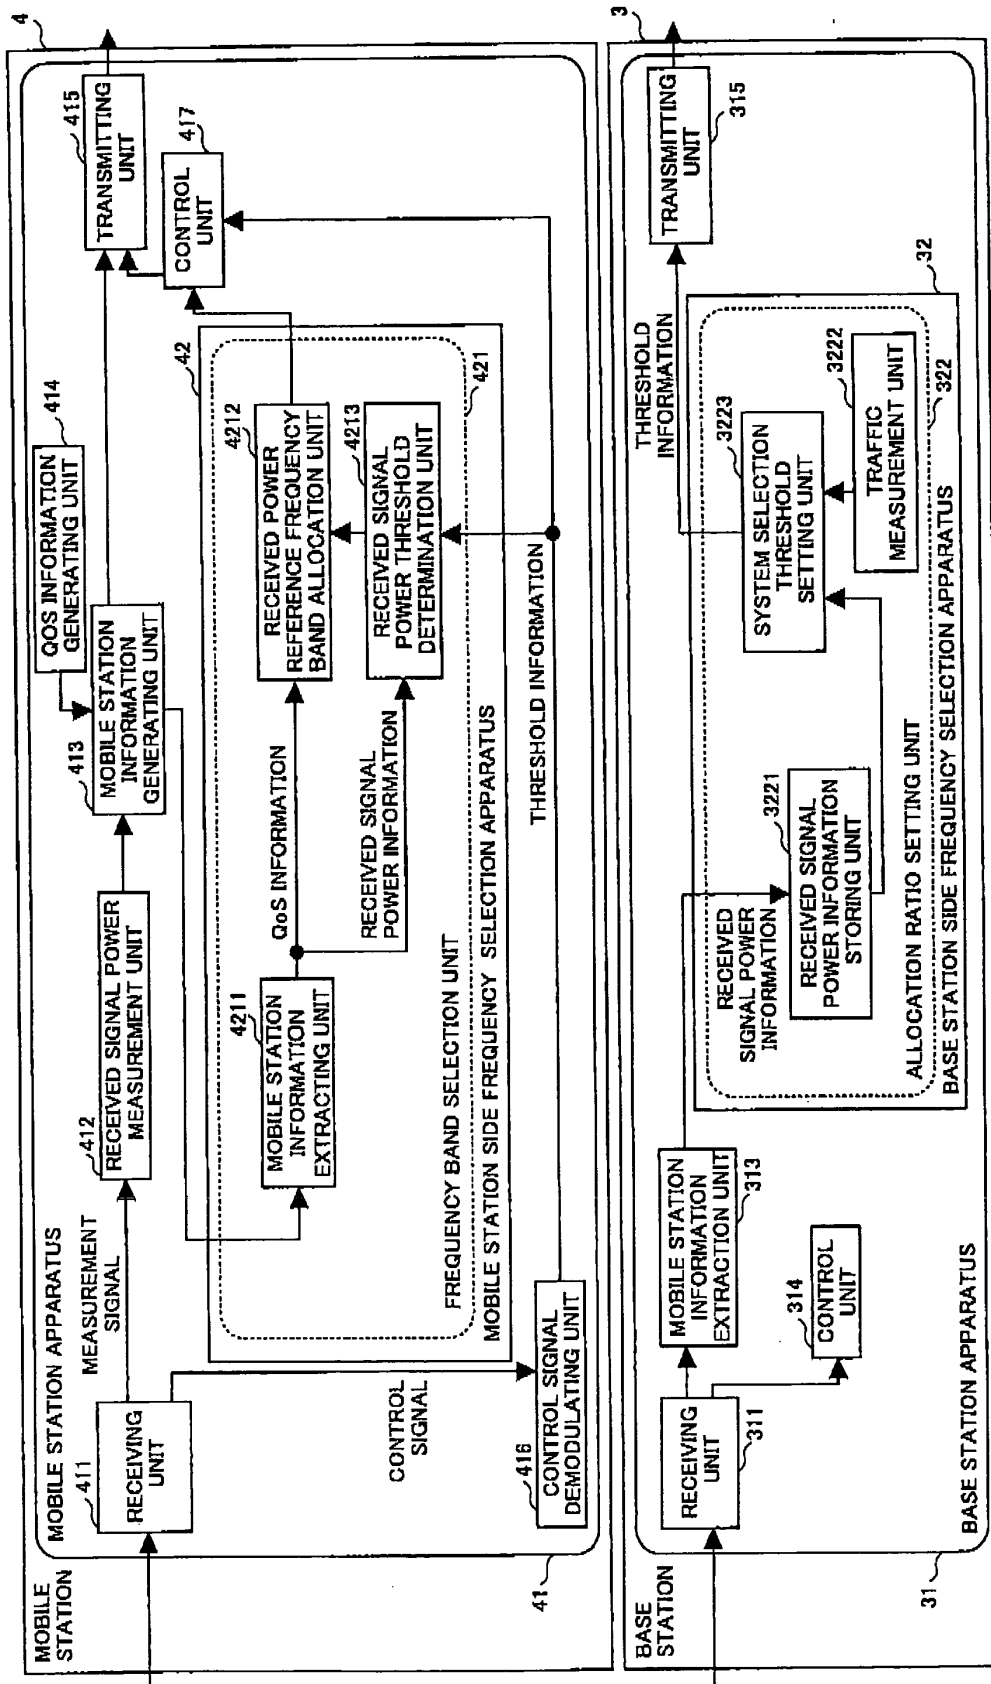 MOBILE
STATION
4
MOBILE STATION APPARATUS
41
411
RECEIVING
UNIT
MEASUREMENT
SIGNAL
412
RECEIVED SIGNAL POWER
MEASUREMENT UNIT
413
MOBILE STATION
INFORMATION
GENERATING UNIT
QOS INFORMATION
GENERATING UNIT
414
TRANSMITTING
UNIT
415
CONTROL
UNIT
417
CONTROL
SIGNAL
416
CONTROL SIGNAL
DEMODULATING UNIT
42
4211
MOBILE STATION
INFORMATION
EXTRACTING UNIT
QoS INFORMATION
RECEIVED SIGNAL
POWER INFORMATION
4212
RECEIVED POWER
REFERENCE FREQUENCY
BAND ALLOCATION UNIT
4213
RECEIVED SIGNAL
POWER THRESHOLD
DETERMINATION UNIT
421
FREQUENCY BAND SELECTION UNIT
MOBILE STATION SIDE FREQUENCY SELECTION APPARATUS
THRESHOLD INFORMATION
BASE
STATION
3
RECEIVING
UNIT
311
MOBILE STATION
INFORMATION
EXTRACTION UNIT
313
314
CONTROL
UNIT
RECEIVED
SIGNAL POWER
INFORMATION
3221
RECEIVED SIGNAL
POWER INFORMATION
STORING UNIT
3223
SYSTEM SELECTION
THRESHOLD
SETTING UNIT
3222
TRAFFIC
MEASUREMENT UNIT
THRESHOLD
INFORMATION
TRANSMITTING
UNIT
315
32
322
ALLOCATION RATIO SETTING UNIT
BASE STATION SIDE FREQUENCY SELECTION APPARATUS
BASE STATION APPARATUS
31